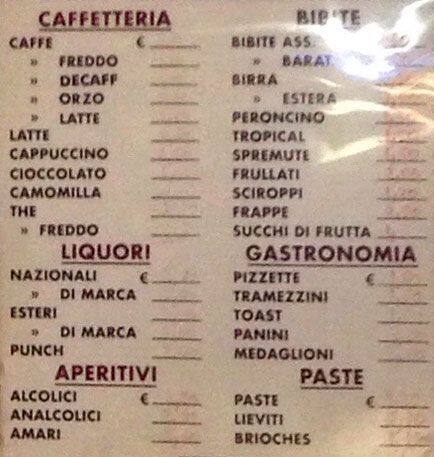 CAFFETTERIA
CAFFE €
» FREDDO
» DECAFF
» ORZO
» LATTE
LATTE
CAPPUCCINO
CIOCCOLATO
CAMOMILLA
THE
» FREDDO
LIQUORI
NAZIONALI €
» DI MARCA
ESTERI
» DI MARCA
PUNCH
APERITIVI
ALCOLICI €
ANALCOLICI
AMARI
BIBITE
BIBITE ASS.
» BARAT
BIRRA
» ESTERA
PERONCINO
TROPICAL
SPREMUTE
FRULLATI
SCIROPPI
FRAPPE
SUCCHI DI FRUTTA
GASTRONOMIA
PIZZETTE €
TRAMEZZINI
TOAST
PANINI
MEDAGLIONI
PASTE
PASTE €
LIEVITI
BRIOCHES